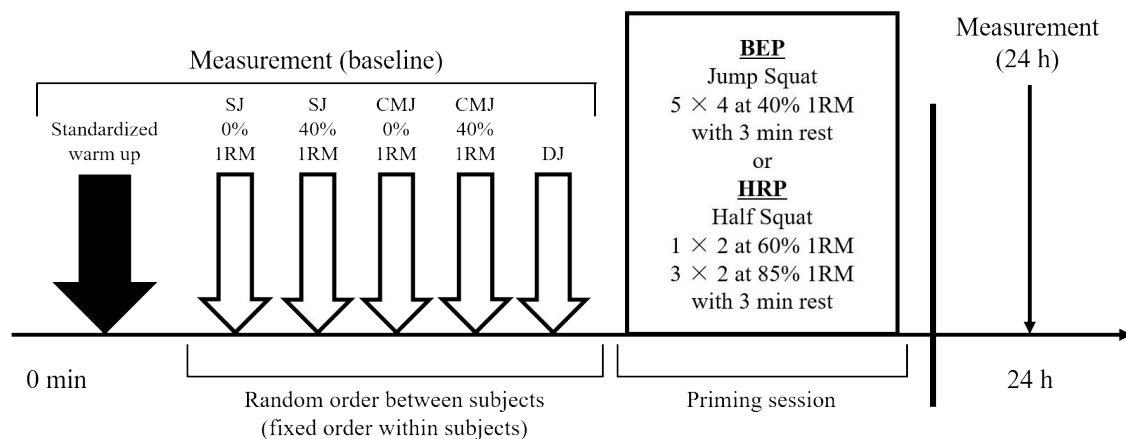 Measurement (baseline)
Standardized
warm up
SJ
0%
1RM
SJ
40%
1RM
CMJ
0%
1RM
CMJ
40%
1RM
DJ
BEP
Jump Squat
5 × 4 at 40% 1RM
with 3 min rest
or
HRP
Half Squat
1 × 2 at 60% 1RM
3 × 2 at 85% 1RM
with 3 min rest
Measurement
(24 h)
0 min
Random order between subjects
(fixed order within subjects)
Priming session
24 h